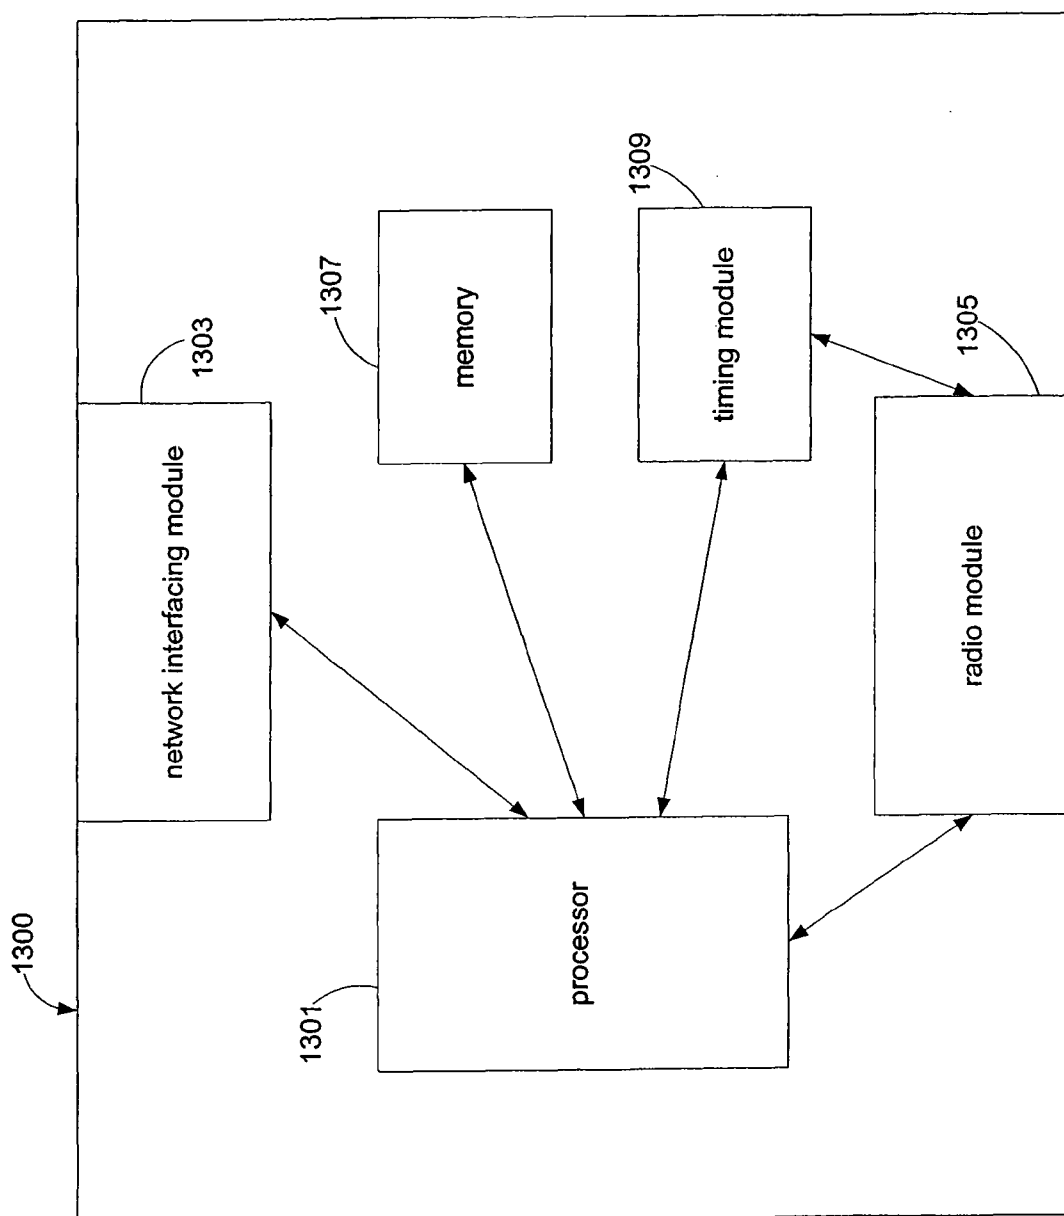 1300
1301
processor
network interfacing module
1303
1307
memory
1309
timing module
radio module
1305